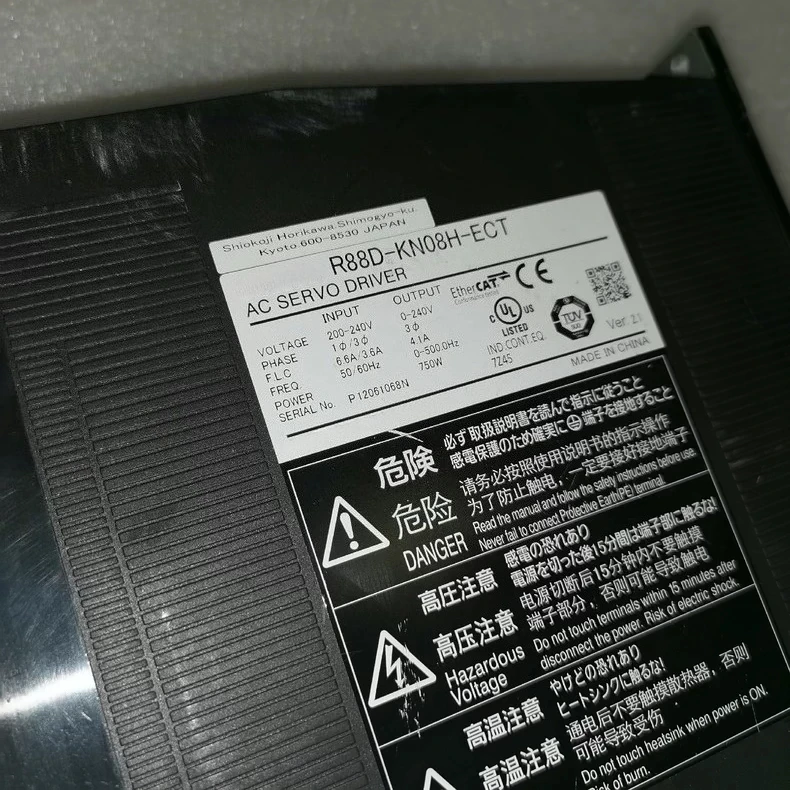 Shiokoji Horikawa, Shimogyo-ku,
Kyoto 600-8530 JAPAN
R88D-KN08H-ECT
AC SERVO DRIVER
INPUT OUTPUT
VOLTAGE 200-240V 0-240V
PHASE 1φ/3φ 3φ
F.L.C 6.6A/3.6A 4.1A
FREQ. 50/60Hz 0-500.0Hz
POWER 750W
SERIAL No. P12061068N
EtherCAT
Conformance tested
CE
c UL US
LISTED
IND.CONT.EQ.
7Z45
TÜV
Ver. 2.1
MADE IN CHINA
危険
必ず取扱説明書を読んで指示に従うこと
感電保護のため確実に端子を接地すること
危险
请务必按照使用说明书的指示操作
为了防止触电，一定要接好接地端子
DANGER
Read the manual and follow the safety instructions before use.
Never fail to connect Protective Earth(PE) terminal.
高圧注意
感電の恐れあり
電源を切った後15分間は端子部に触るな!
高压注意
电源切断后15分钟内不要触摸
端子部分，否则可能导致触电
Hazardous
Voltage
Do not touch terminals within 15 minutes after
disconnect the power. Risk of electric shock
高温注意
やけどの恐れあり
ヒートシンクに触るな!
高温注意
通电后不要触摸散热器，否则
可能导致受伤
Do not touch heatsink when power is ON.
Risk of burn.